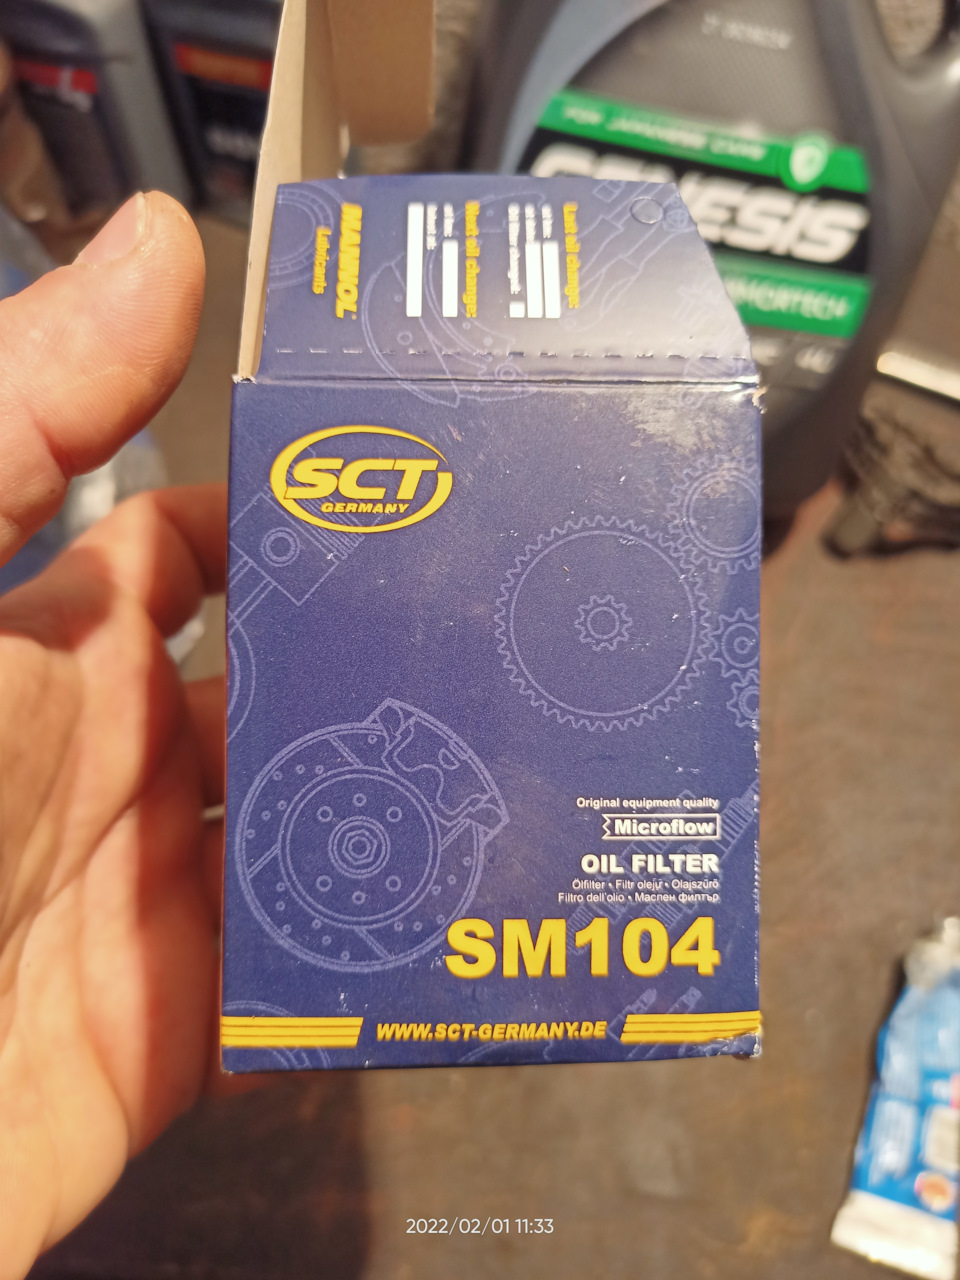 GENESIS
Last oil change:
Next oil change:
MANNOL
Lubricants
SCT
GERMANY
Original equipment quality
Microflow
OIL FILTER
Ölfilter • Filtr oleju • Olajszűrő
Filtro dell'olio • Маслен филтър
SM104
WWW.SCT-GERMANY.DE
2022/02/01 11:33